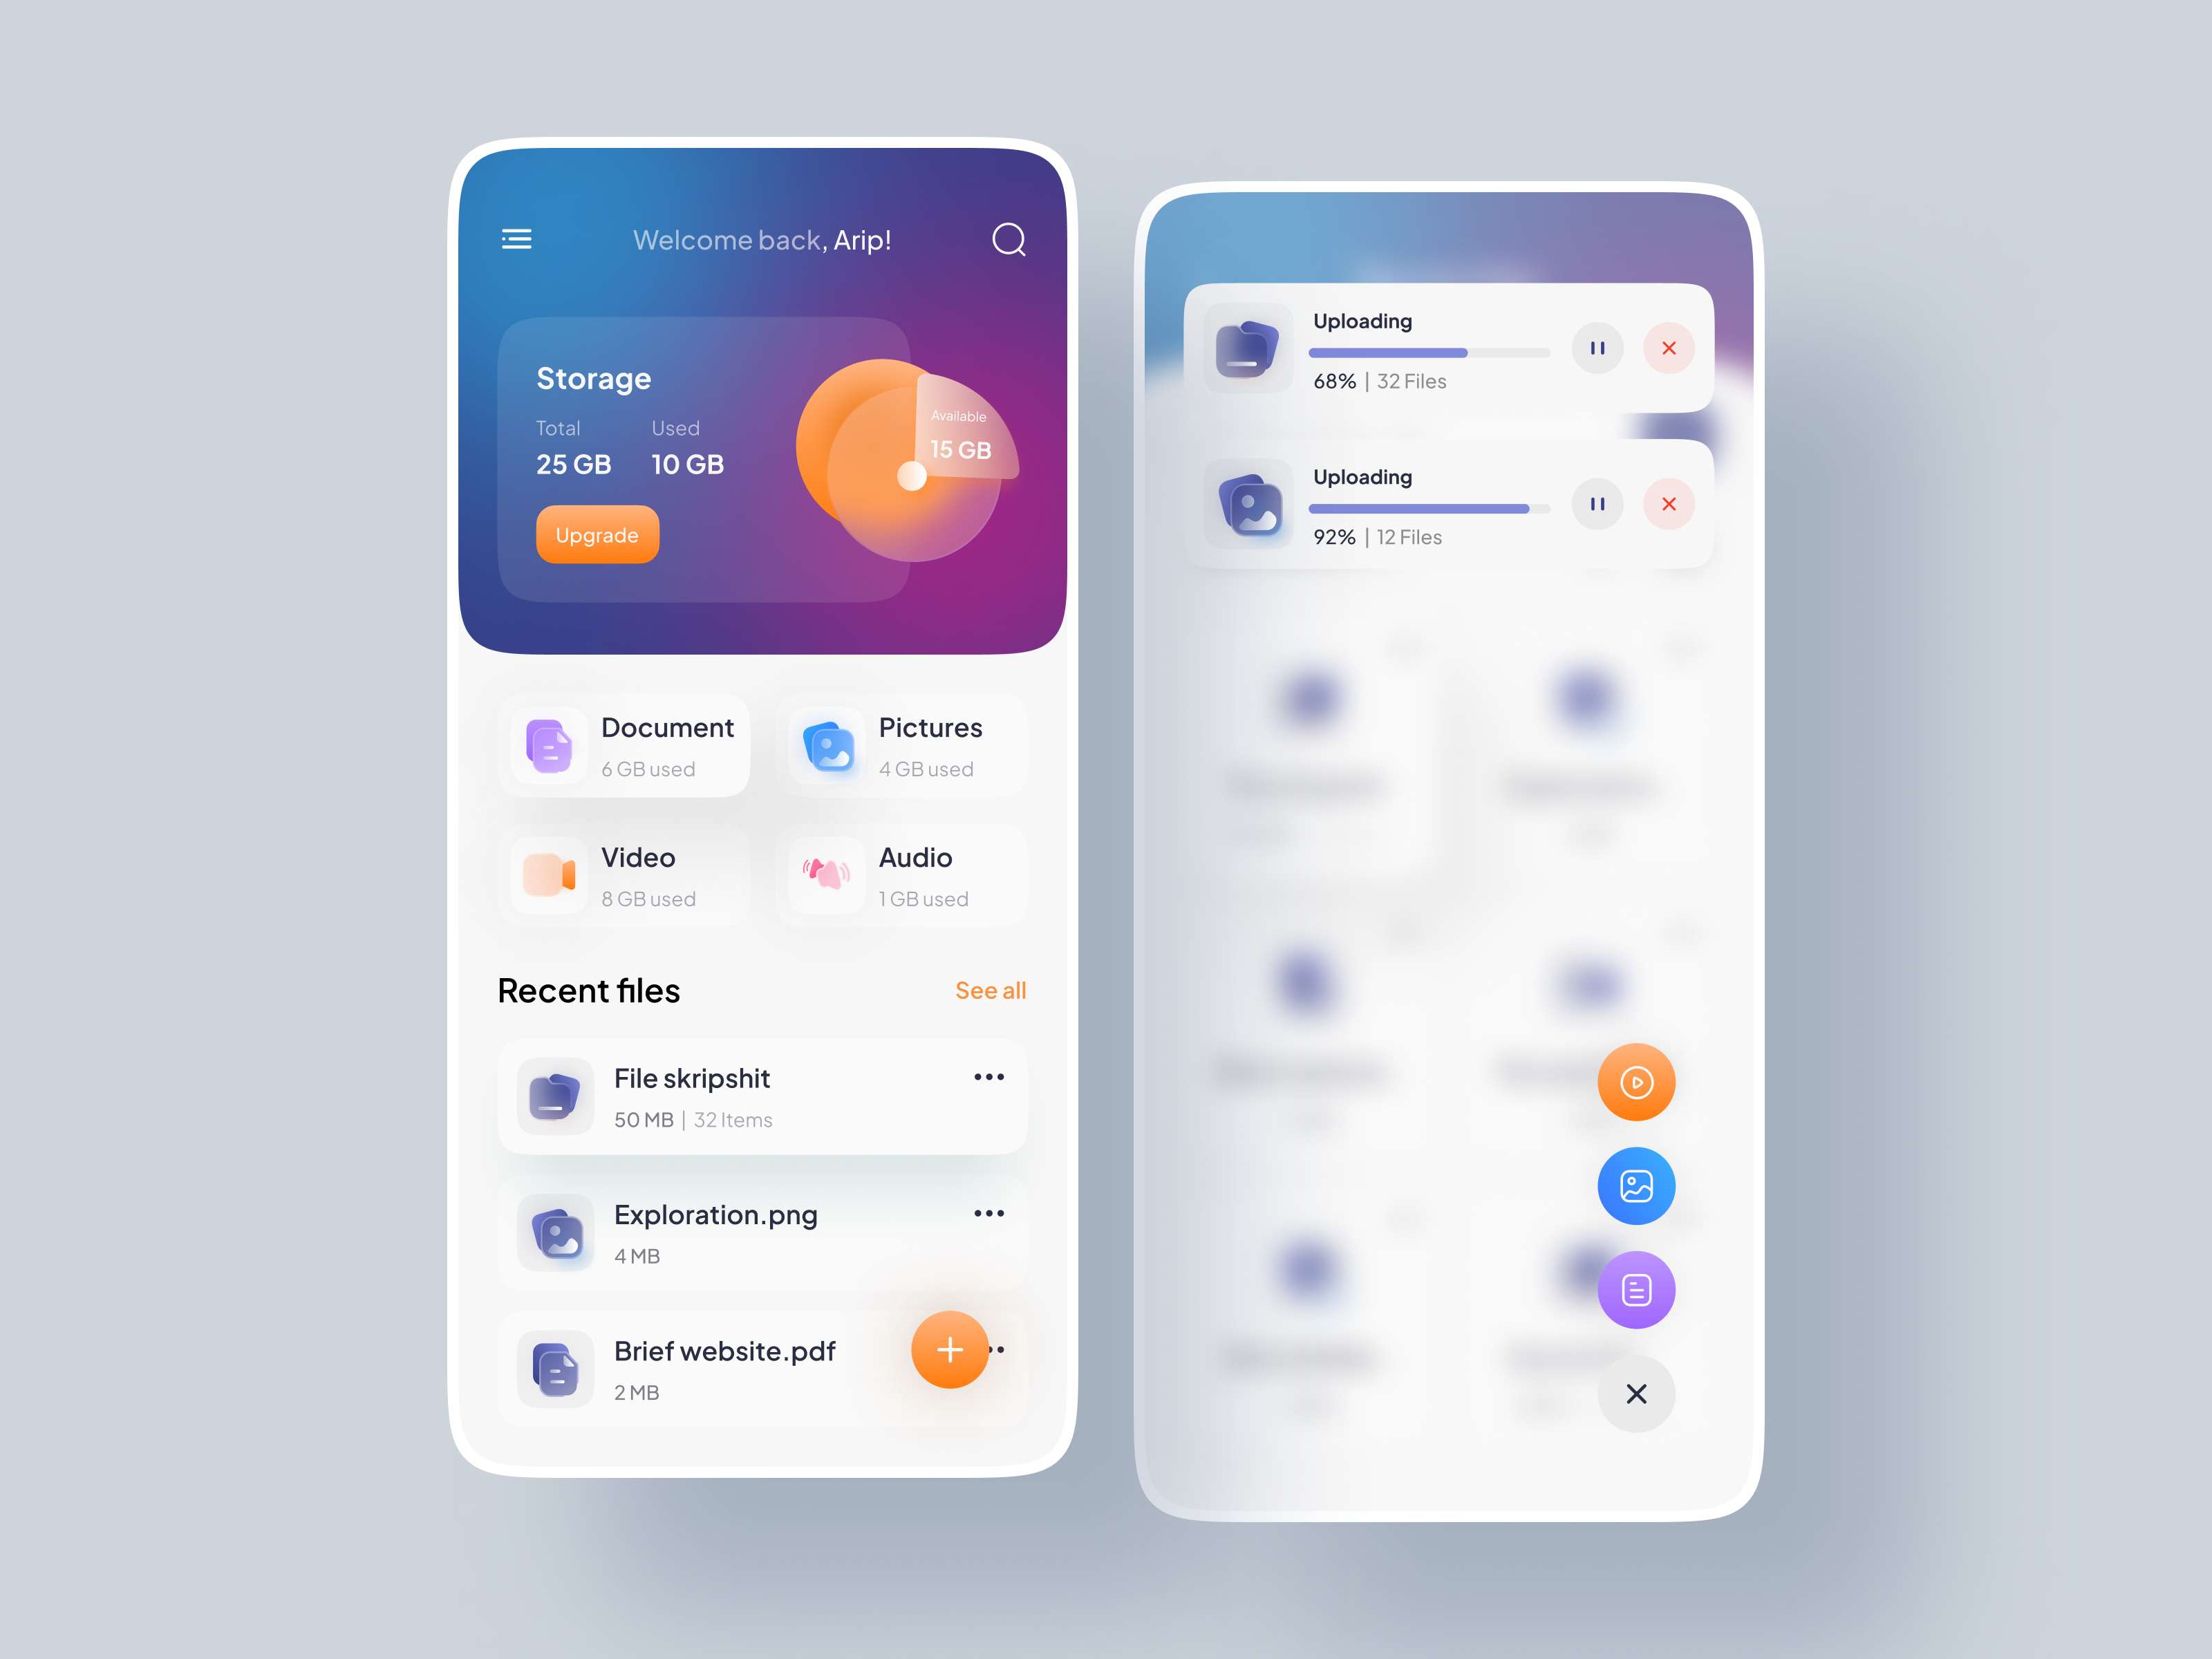 Welcome back, Arip!
Storage
Total Used
25 GB 10 GB
Upgrade
Available
15 GB
Document
6 GB used
Pictures
4 GB used
Video
8 GB used
Audio
1 GB used
Recent files See all
File skripshit
50 MB | 32 Items
Exploration.png
4 MB
Brief website.pdf
2 MB
Uploading
68% | 32 Files
Uploading
92% | 12 Files